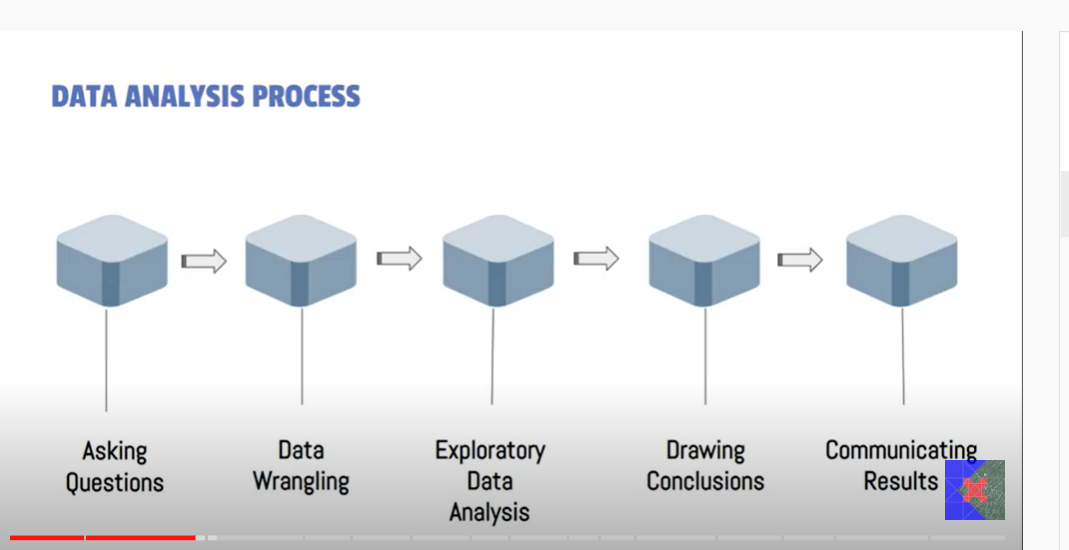 DATA ANALYSIS PROCESS
Asking
Questions
Data
Wrangling
Exploratory
Data
Analysis
Drawing
Conclusions
Communicating
Results